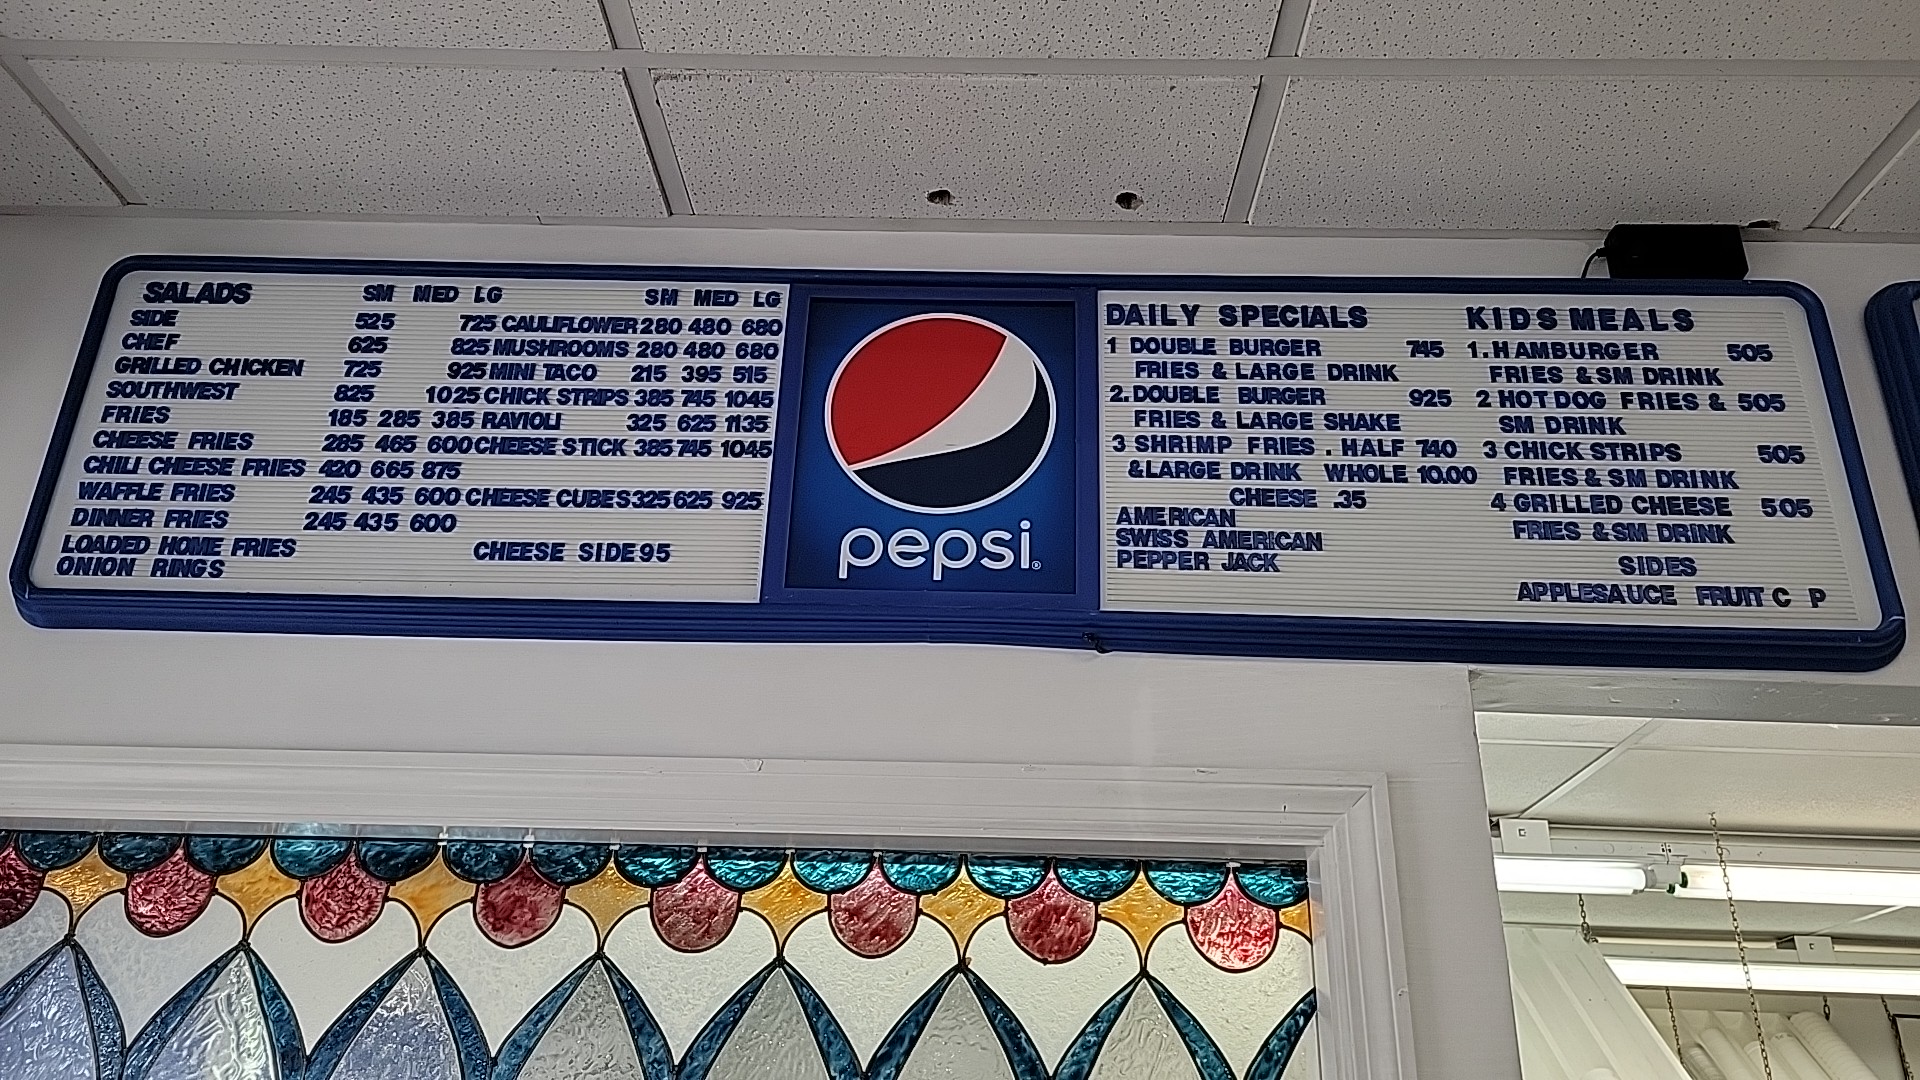 SALADS SM MED LG SM MED LG
SIDE 525 725 CAULIFLOWER 280 480 680
CHEF 625 825 MUSHROOMS 280 480 680
GRILLED CHICKEN 725 925 MINI TACO 215 395 515
SOUTHWEST 825 1025 CHICK STRIPS 385 745 1045
FRIES 185 285 385 RAVIOLI 325 625 1135
CHEESE FRIES 285 465 600 CHEESE STICK 385 745 1045
CHILI CHEESE FRIES 420 665 875
WAFFLE FRIES 245 435 600 CHEESE CUBES 325 625 925
DINNER FRIES 245 435 600
LOADED HOME FRIES CHEESE SIDE 95
ONION RINGS
pepsi®
DAILY SPECIALS
1 DOUBLE BURGER 745
FRIES & LARGE DRINK
2. DOUBLE BURGER 925
FRIES & LARGE SHAKE
3 SHRIMP FRIES . HALF 740
& LARGE DRINK WHOLE 10.00
CHEESE .35
AMERICAN
SWISS AMERICAN
PEPPER JACK
KIDS MEALS
1. HAMBURGER 505
FRIES & SM DRINK
2 HOT DOG FRIES & 505
SM DRINK
3 CHICK STRIPS 505
FRIES & SM DRINK
4 GRILLED CHEESE 505
FRIES & SM DRINK
SIDES
APPLESAUCE FRUIT C P